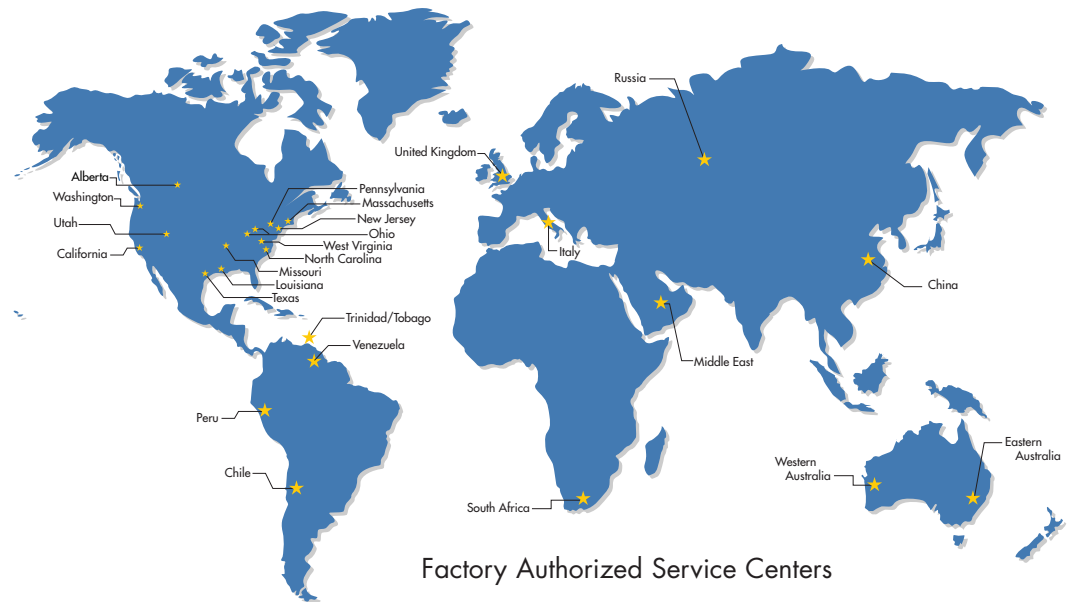 Russia
United Kingdom
Alberta
Washington
Utah
California
Pennsylvania
Massachusetts
New Jersey
Ohio
West Virginia
North Carolina
Missouri
Louisiana
Texas
Italy
China
Trinidad/Tobago
Venezuela
Middle East
Peru
Chile
South Africa
Western
Australia
Eastern
Australia
Factory Authorized Service Centers